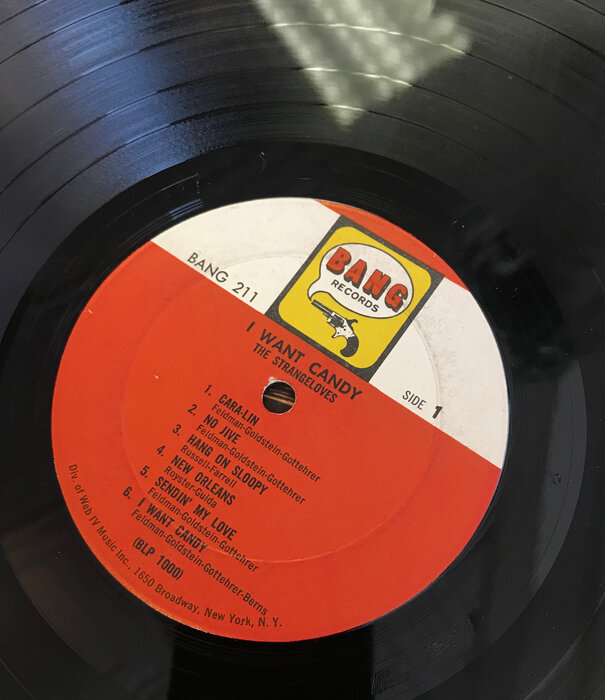 BANG
RECORDS
BANG 211
SIDE 1
I WANT CANDY
THE STRANGELOVES
1. CARA-LIN
Feldman-Goldstein-Gottehrer
2. NO JIVE
Feldman-Goldstein-Gottehrer
3. HANG ON SLOOPY
Russell-Farrell
4. NEW ORLEANS
Royster-Guida
5. SENDIN' MY LOVE
Feldman-Goldstein-Gottehrer
6. I WANT CANDY
Feldman-Goldstein-Gottehrer-Berns
(BLP 1000)
Div. of Web IV Music Inc., 1650 Broadway, New York, N. Y.